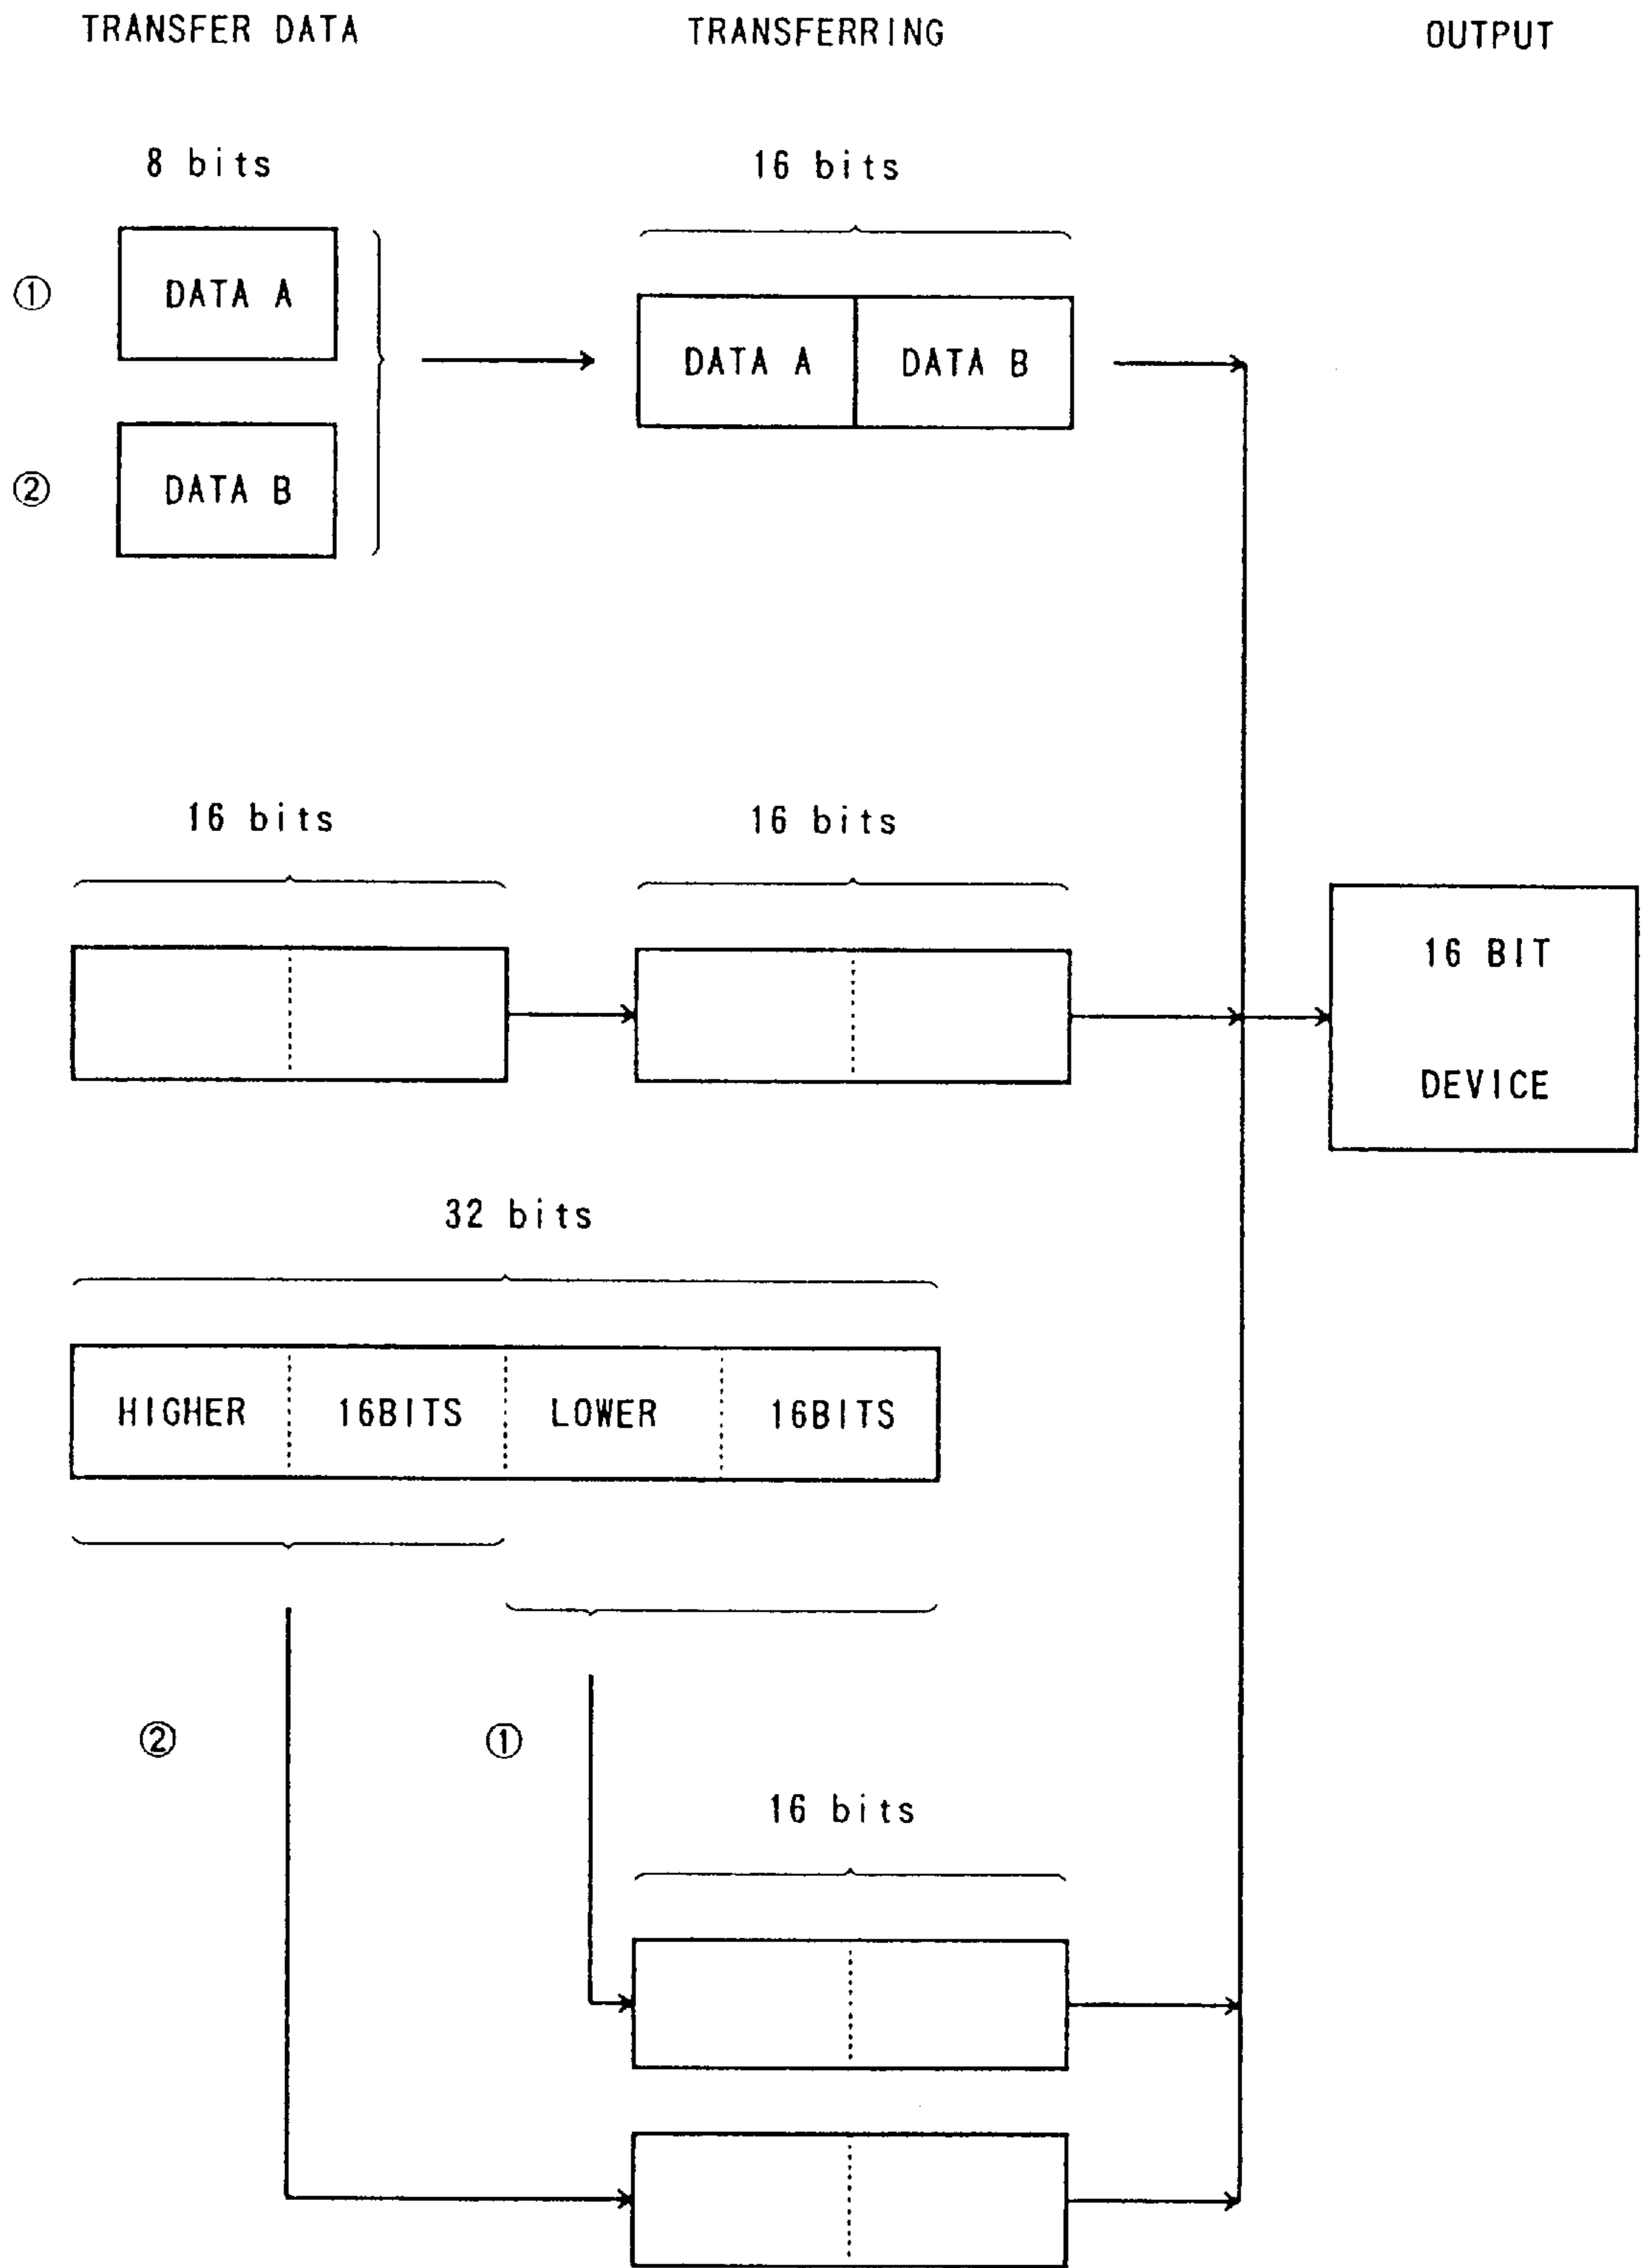 TRANSFER DATA
TRANSFERRING
OUTPUT
8 bits
16 bits
① DATA A
DATA A DATA B
② DATA B
16 bits
16 bits
16 BIT
DEVICE
32 bits
HIGHER 16BITS LOWER 16BITS
② ①
16 bits